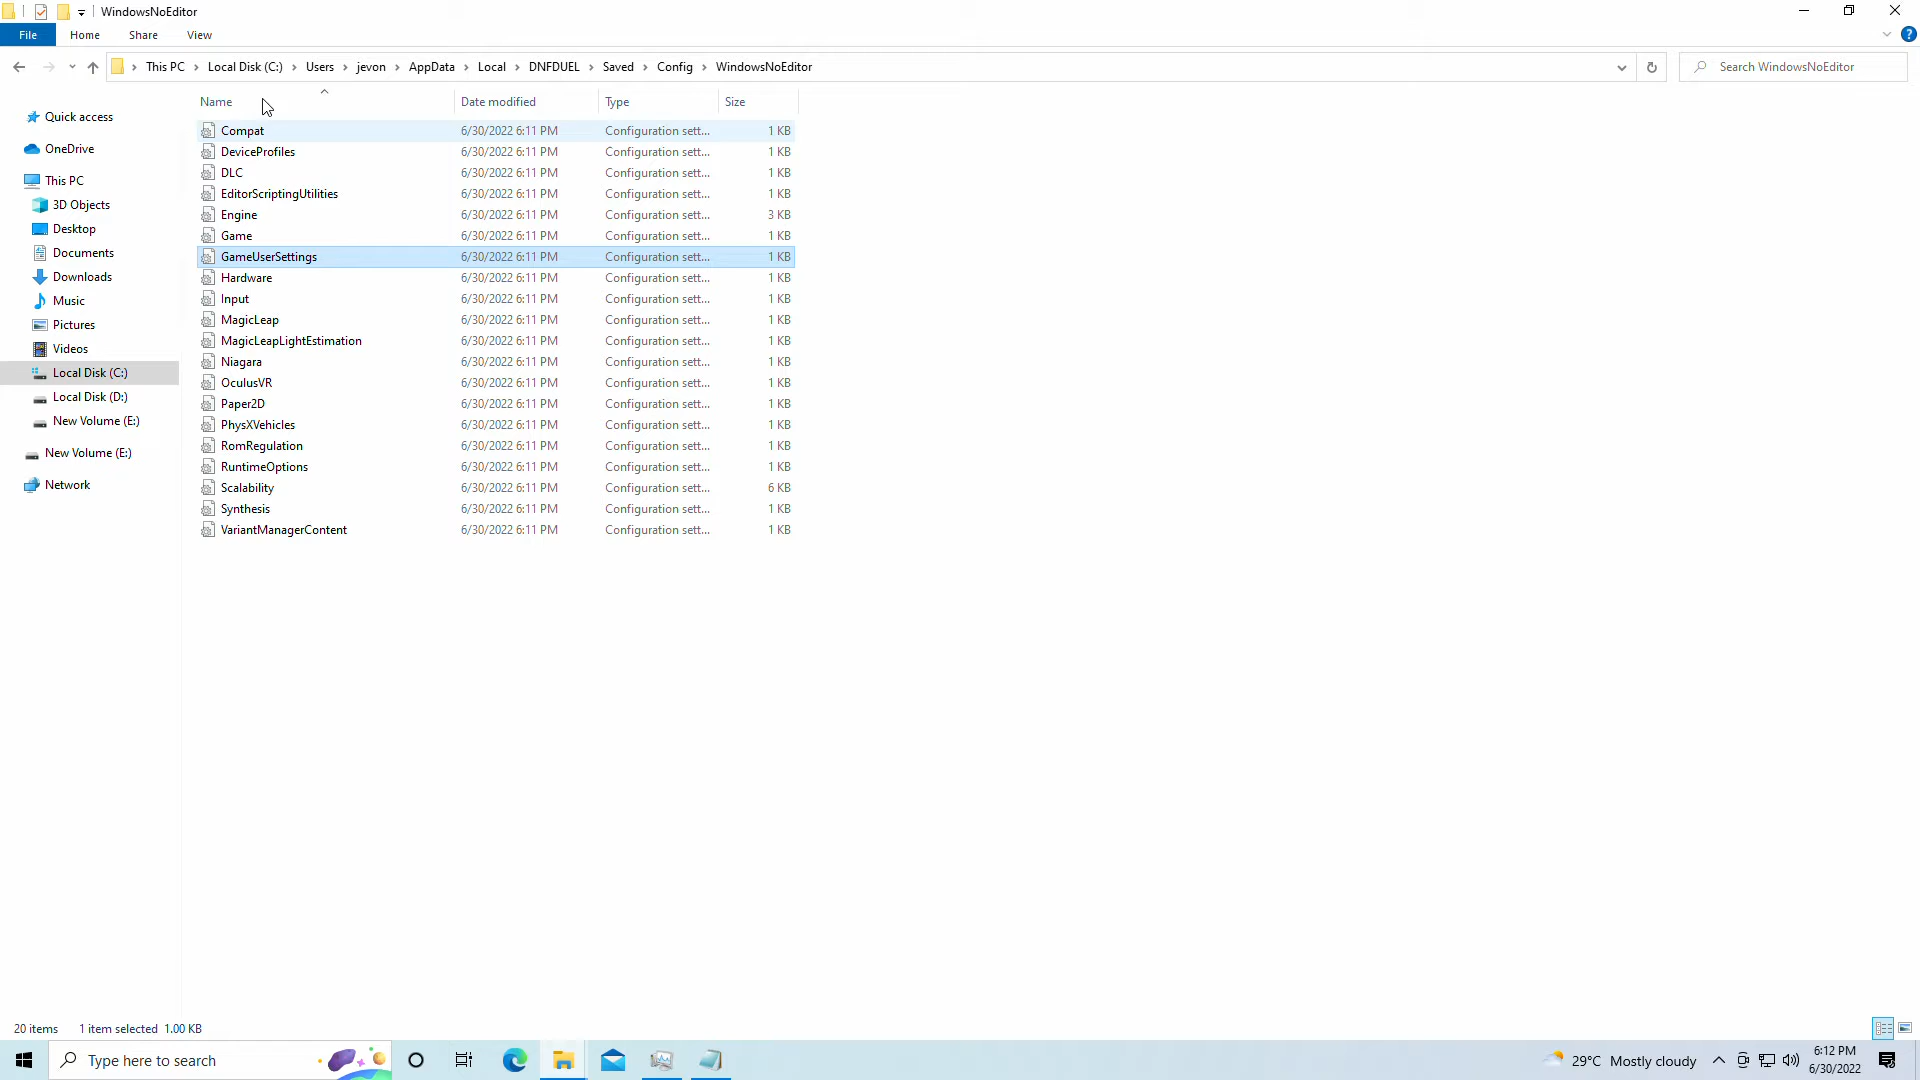 WindowsNoEditor
File Home Share View
This PC Local Disk (C:) Users jevon AppData Local DNFDUEL Saved Config WindowsNoEditor
Search WindowsNoEditor
Name Date modified Type Size
Quick access
OneDrive
This PC
3D Objects
Desktop
Documents
Downloads
Music
Pictures
Videos
Local Disk (C:)
Local Disk (D:)
New Volume (E:)
New Volume (E:)
Network
Compat 6/30/2022 6:11 PM Configuration sett... 1 KB
DeviceProfiles 6/30/2022 6:11 PM Configuration sett... 1 KB
DLC 6/30/2022 6:11 PM Configuration sett... 1 KB
EditorScriptingUtilities 6/30/2022 6:11 PM Configuration sett... 1 KB
Engine 6/30/2022 6:11 PM Configuration sett... 3 KB
Game 6/30/2022 6:11 PM Configuration sett... 1 KB
GameUserSettings 6/30/2022 6:11 PM Configuration sett... 1 KB
Hardware 6/30/2022 6:11 PM Configuration sett... 1 KB
Input 6/30/2022 6:11 PM Configuration sett... 1 KB
MagicLeap 6/30/2022 6:11 PM Configuration sett... 1 KB
MagicLeapLightEstimation 6/30/2022 6:11 PM Configuration sett... 1 KB
Niagara 6/30/2022 6:11 PM Configuration sett... 1 KB
OculusVR 6/30/2022 6:11 PM Configuration sett... 1 KB
Paper2D 6/30/2022 6:11 PM Configuration sett... 1 KB
PhysXVehicles 6/30/2022 6:11 PM Configuration sett... 1 KB
RomRegulation 6/30/2022 6:11 PM Configuration sett... 1 KB
RuntimeOptions 6/30/2022 6:11 PM Configuration sett... 1 KB
Scalability 6/30/2022 6:11 PM Configuration sett... 6 KB
Synthesis 6/30/2022 6:11 PM Configuration sett... 1 KB
VariantManagerContent 6/30/2022 6:11 PM Configuration sett... 1 KB
20 items 1 item selected 1.00 KB
Type here to search
29°C Mostly cloudy
6:12 PM
6/30/2022